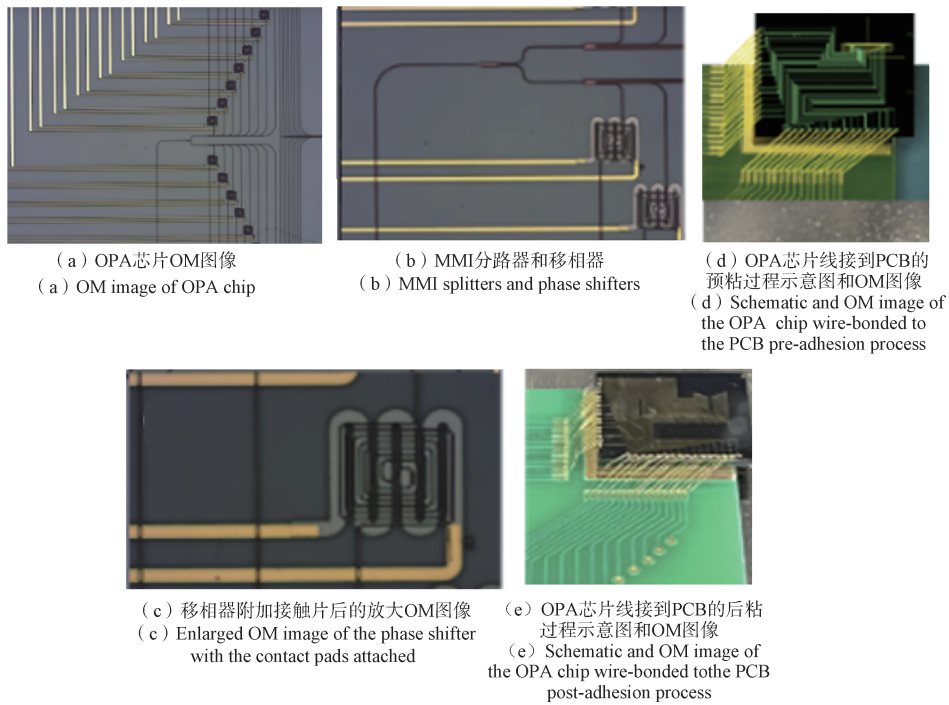 （a）OPA芯片OM图像
（a）OM image of OPA chip
（b）MMI分路器和移相器
（b）MMI splitters and phase shifters
（d）OPA芯片线接到PCB的
预粘过程示意图和OM图像
（d）Schematic and OM image of
the OPA chip wire-bonded to
the PCB pre-adhesion process
（c）移相器附加接触片后的放大OM图像
（c）Enlarged OM image of the phase shifter
with the contact pads attached
（e）OPA芯片线接到PCB的后粘
过程示意图和OM图像
（e）Schematic and OM image of
the OPA chip wire-bonded tothe PCB
post-adhesion process